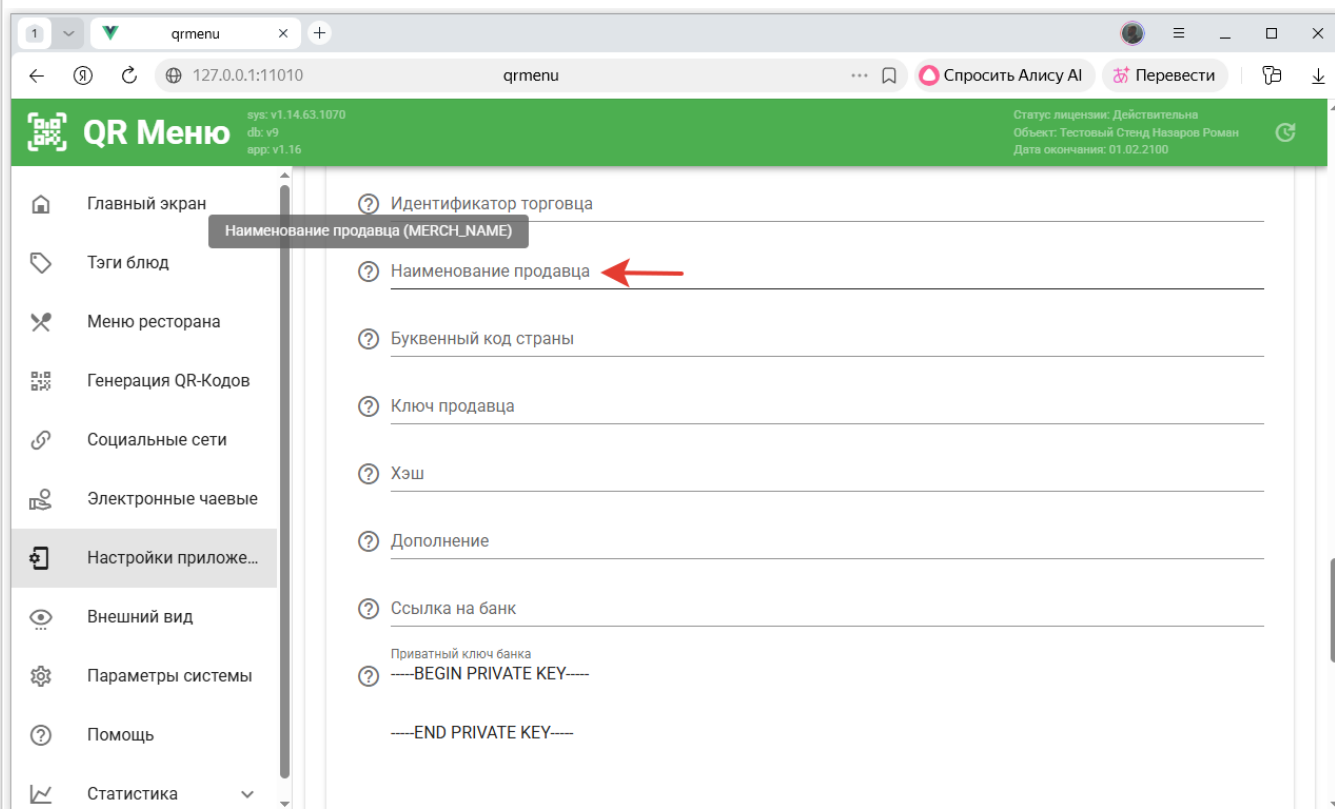 1
qrmenu
127.0.0.1:11010
qrmenu
Спросить Алису AI
Перевести
QR Меню
sys: v1.14.63.1070
db: v9
app: v1.16
Статус лицензии: Действительна
Объект: Тестовый Стенд Назаров Роман
Дата окончания: 01.02.2100
Главный экран
Тэги блюд
Меню ресторана
Генерация QR-Кодов
Социальные сети
Электронные чаевые
Настройки приложе...
Внешний вид
Параметры системы
Помощь
Статистика
Идентификатор торговца
Наименование продавца (MERCH_NAME)
Наименование продавца
Буквенный код страны
Ключ продавца
Хэш
Дополнение
Ссылка на банк
Приватный ключ банка
-----BEGIN PRIVATE KEY-----
-----END PRIVATE KEY-----